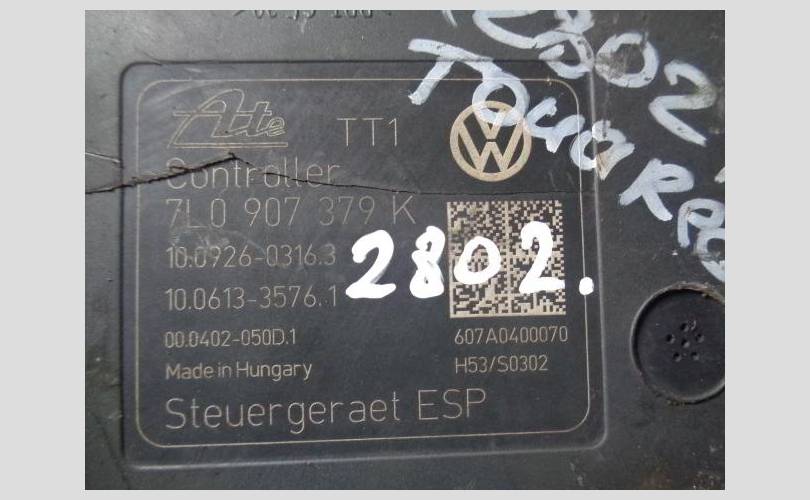 2802
Touareg
Ate TT1
Controller
7L0 907 379 K
10.0926-0316.3
2802.
10.0613-3576.1
00.0402-050D.1
607A0400070
Made in Hungary
H53/S0302
Steuergeraet ESP